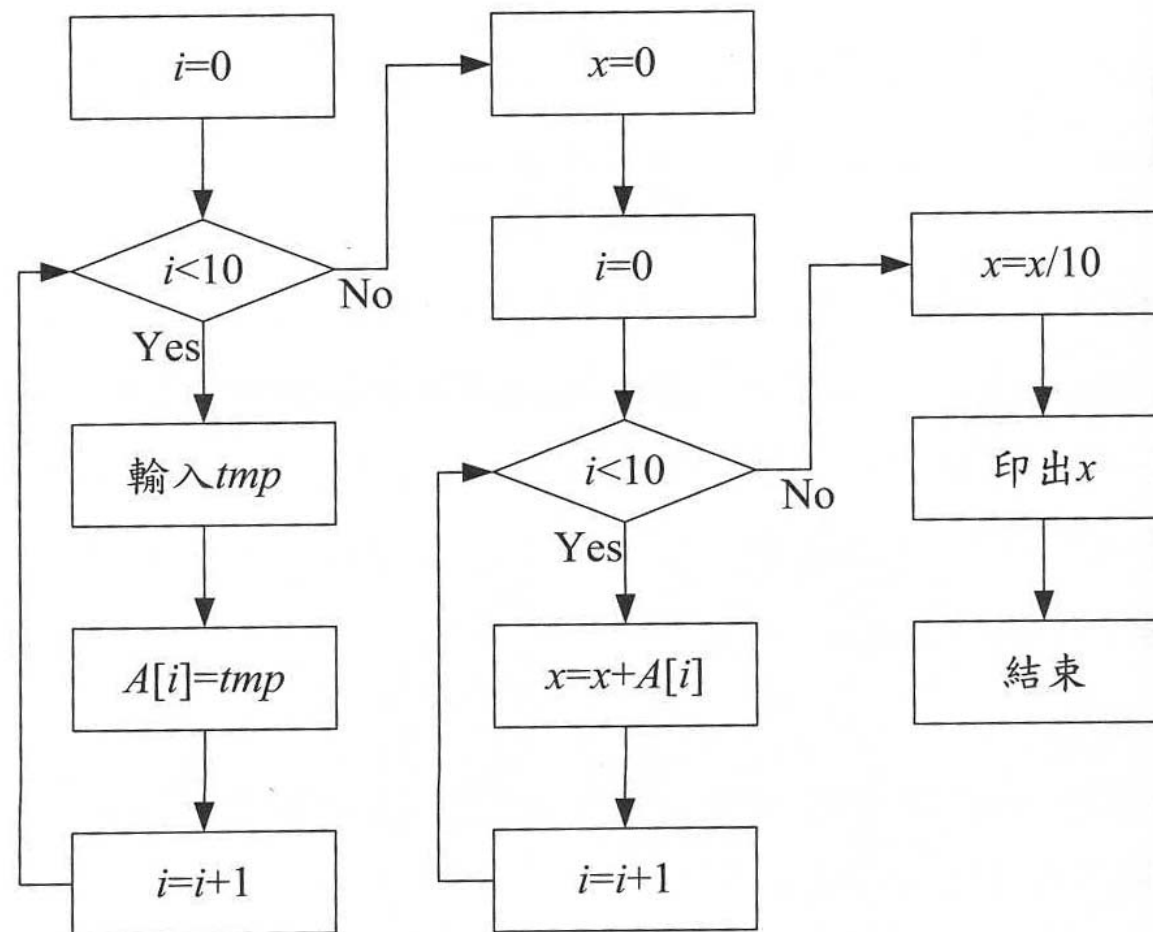 i=0
i<10
No
Yes
輸入tmp
A[i]=tmp
i=i+1
x=0
i=0
i<10
No
Yes
x=x+A[i]
i=i+1
x=x/10
印出x
結束